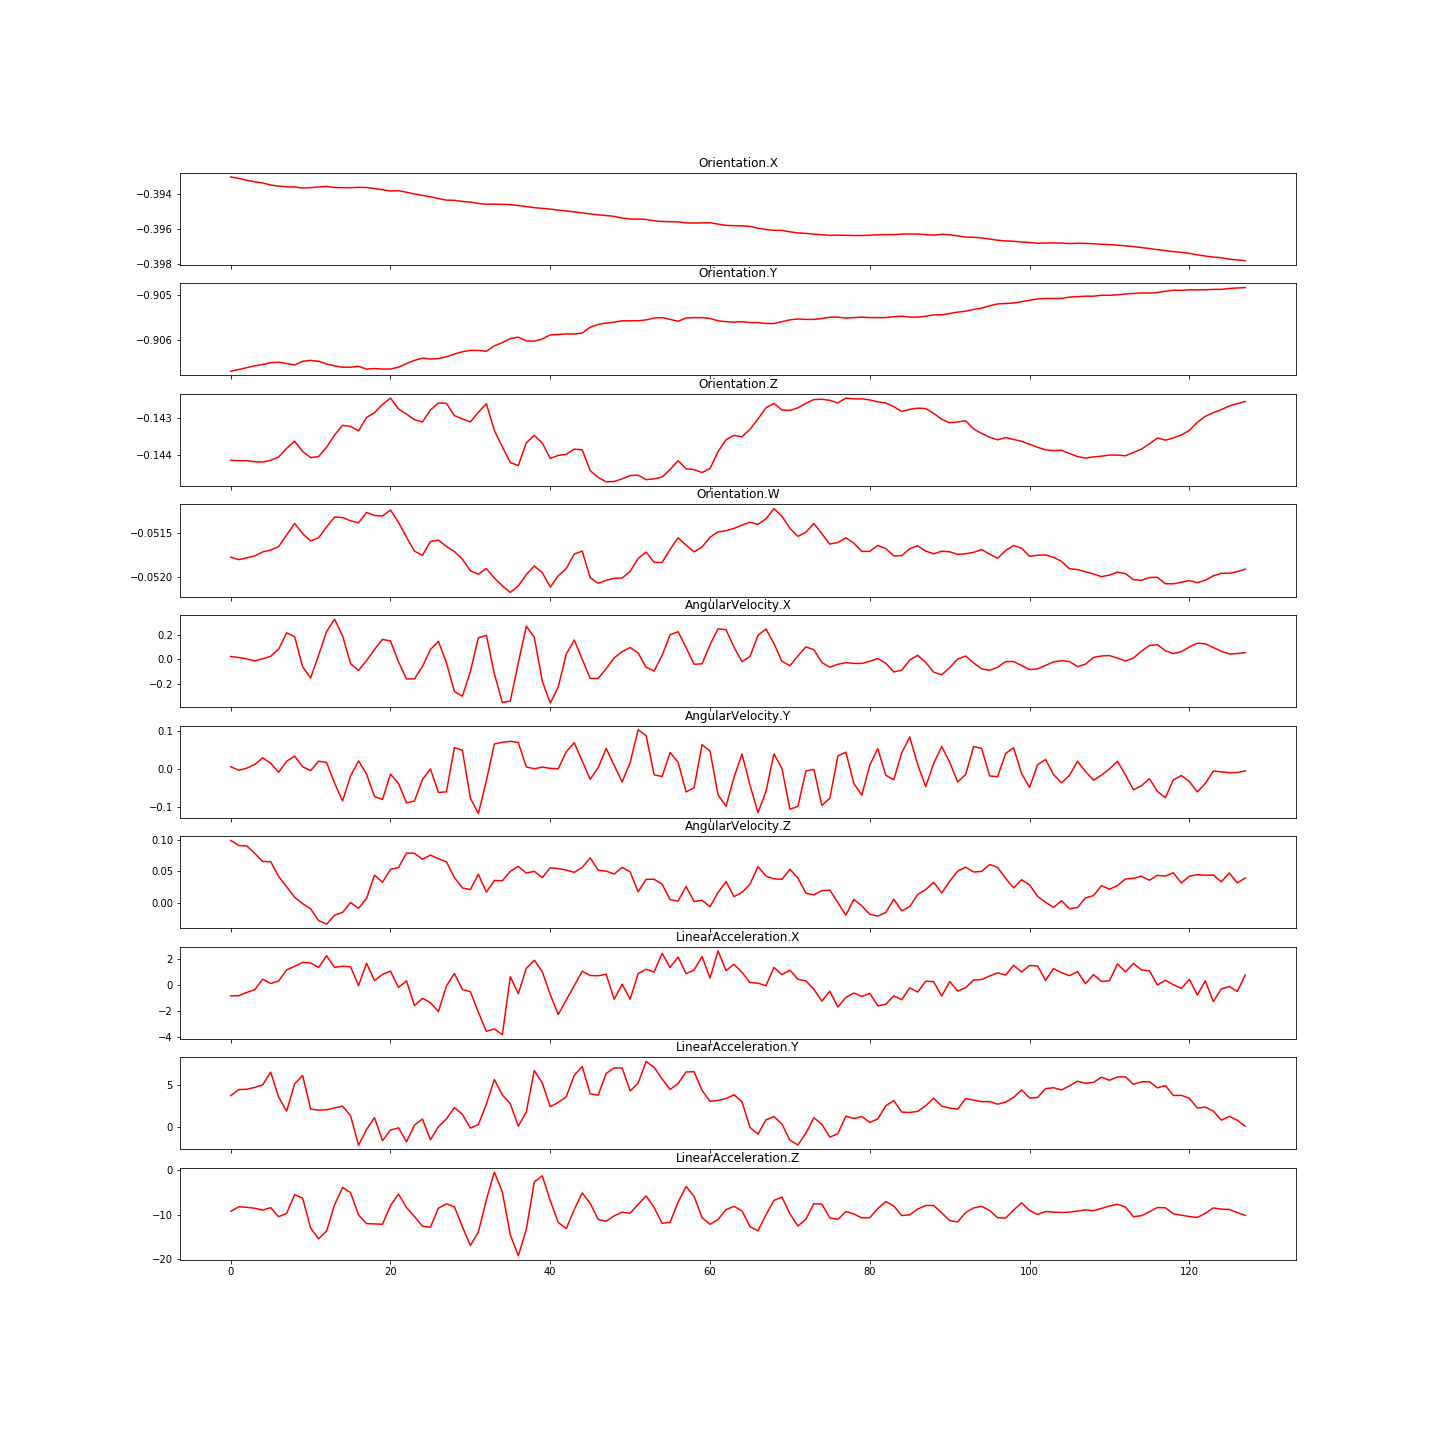 Orientation.X
−0.394
−0.396
−0.398
Orientation.Y
−0.905
−0.906
Orientation.Z
−0.143
−0.144
Orientation.W
−0.0515
−0.0520
AngularVelocity.X
0.2
0.0
−0.2
AngularVelocity.Y
0.1
0.0
−0.1
AngularVelocity.Z
0.10
0.05
0.00
LinearAcceleration.X
2
0
−2
−4
LinearAcceleration.Y
5
0
LinearAcceleration.Z
0
−10
−20
0 20 40 60 80 100 120